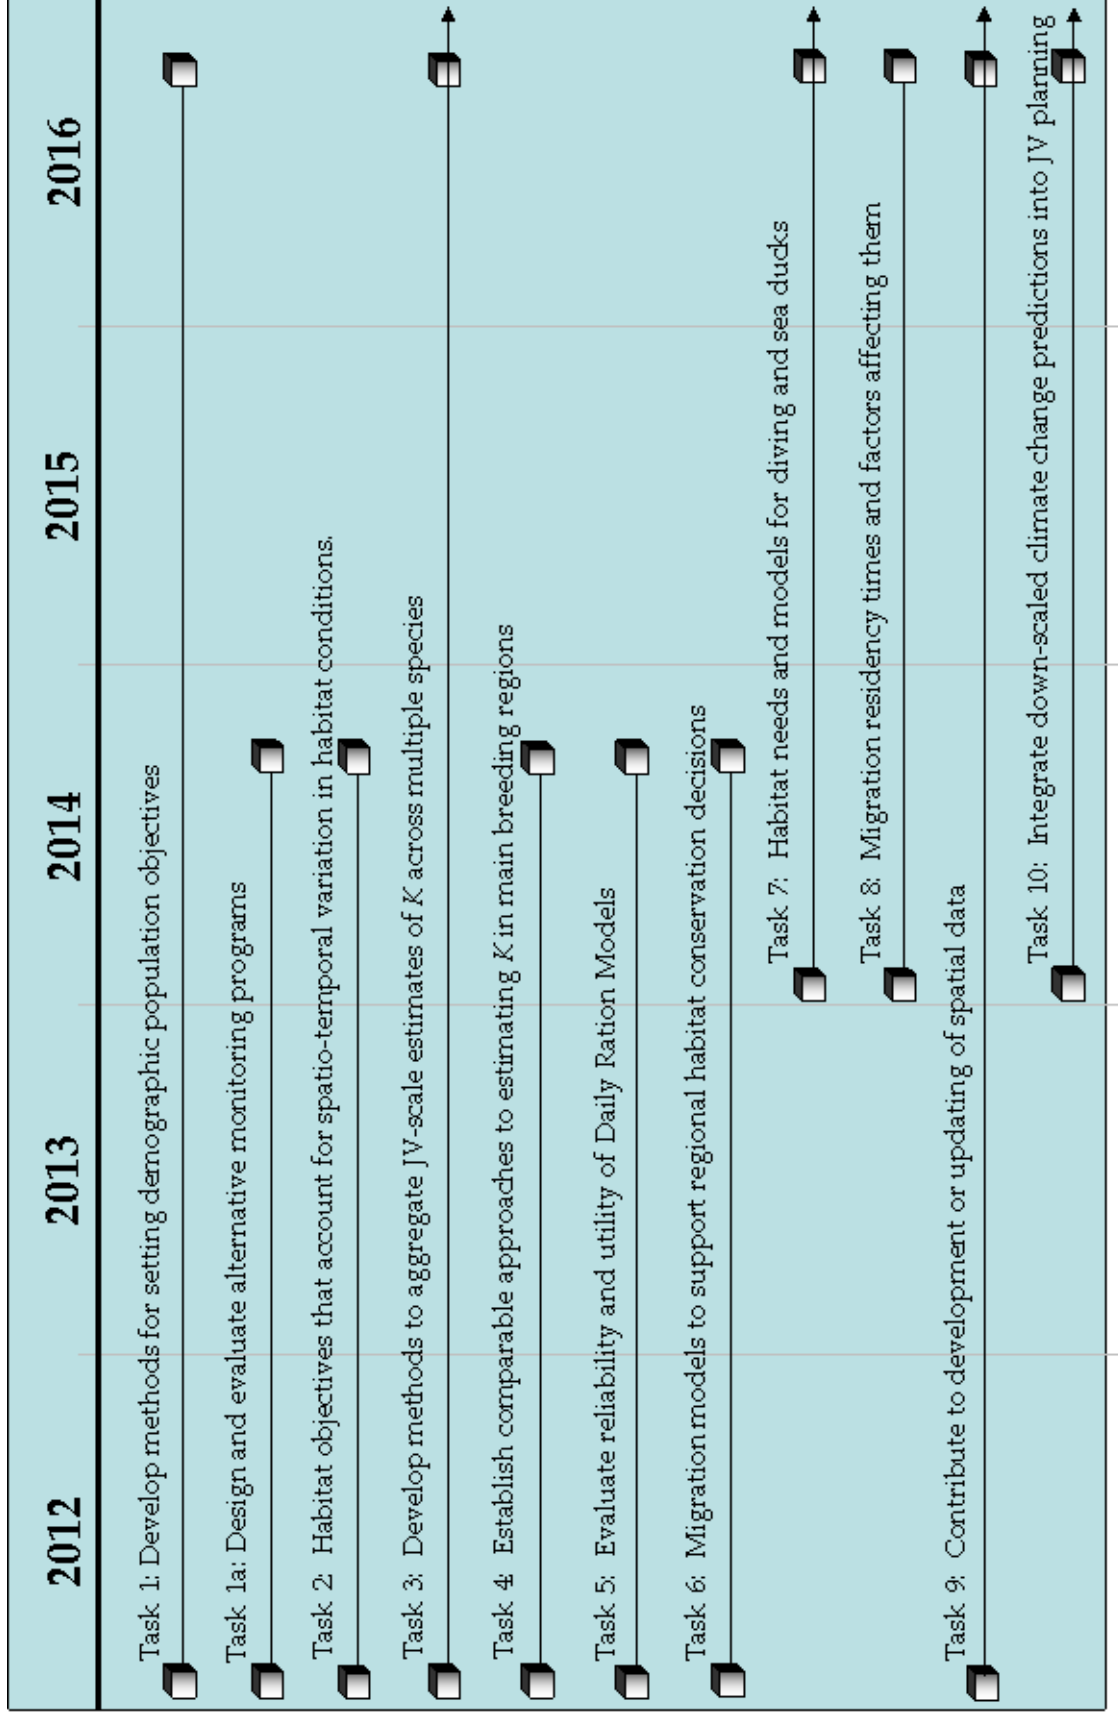 2012
2013
2014
2015
2016
Task 1: Develop methods for setting demographic population objectives
Task 1a: Design and evaluate alternative monitoring programs
Task 2: Habitat objectives that account for spatio-temporal variation in habitat conditions.
Task 3: Develop methods to aggregate JV-scale estimates of K across multiple species
Task 4: Establish comparable approaches to estimating K in main breeding regions
Task 5: Evaluate reliability and utility of Daily Ration Models
Task 6: Migration models to support regional habitat conservation decisions
Task 7: Habitat needs and models for diving and sea ducks
Task 8: Migration residency times and factors affecting them
Task 9: Contribute to development or updating of spatial data
Task 10: Integrate down-scaled climate change predictions into JV planning